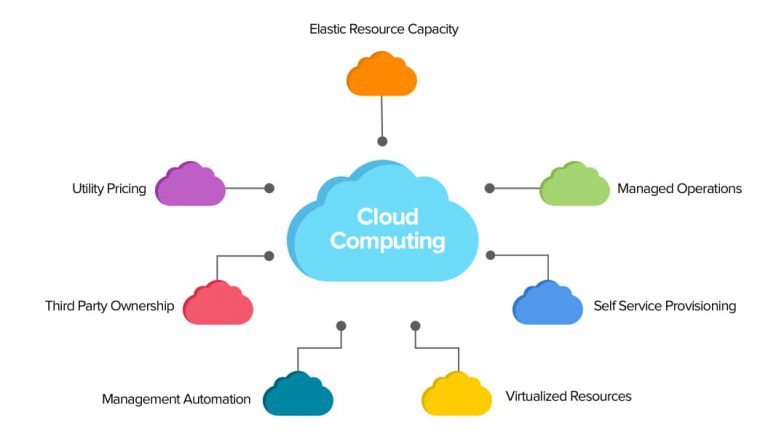 Elastic Resource Capacity
Utility Pricing
Cloud
Computing
Managed Operations
Third Party Ownership
Self Service Provisioning
Management Automation
Virtualized Resources